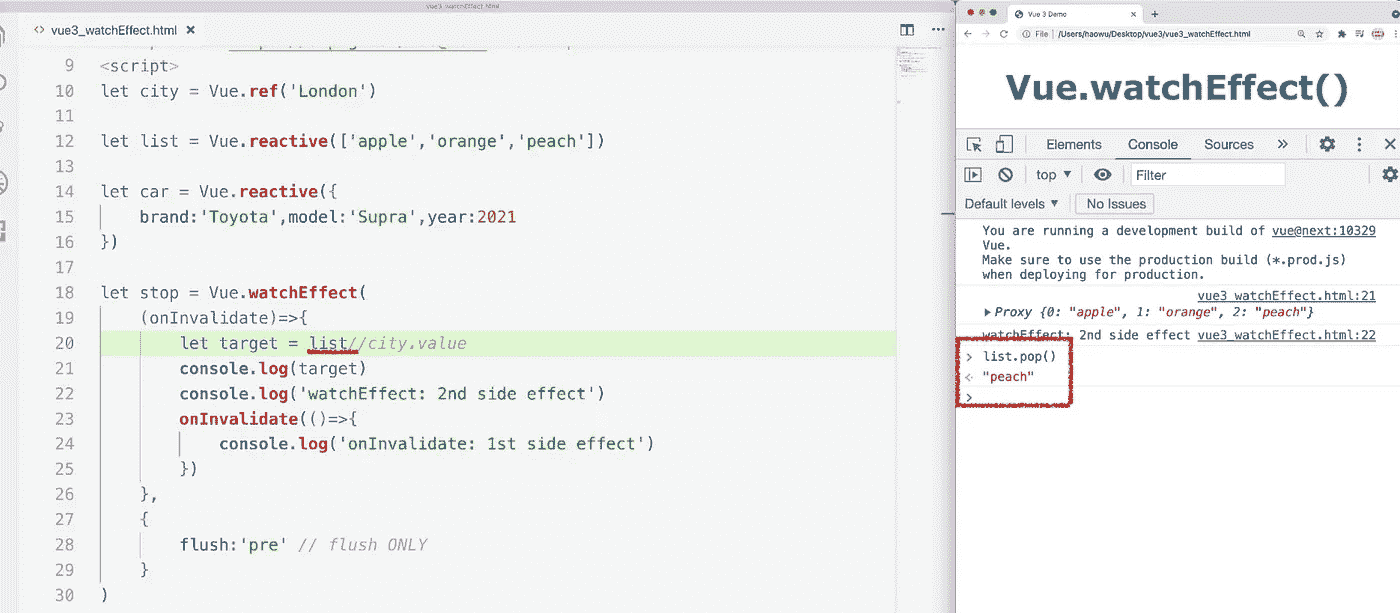 vue3_watchEffect.html
vue3_watchEffect.html
9 <script>
10 let city = Vue.ref('London')
11
12 let list = Vue.reactive(['apple','orange','peach'])
13
14 let car = Vue.reactive({
15 brand:'Toyota',model:'Supra',year:2021
16 })
17
18 let stop = Vue.watchEffect(
19 (onInvalidate)=>{
20 let target = list//city.value
21 console.log(target)
22 console.log('watchEffect: 2nd side effect')
23 onInvalidate(()=>{
24 console.log('onInvalidate: 1st side effect')
25 })
26 },
27 {
28 flush:'pre' // flush ONLY
29 }
30 )
Vue 3 Demo
File /Users/haowu/Desktop/vue3/vue3_watchEffect.html
Vue.watchEffect()
Elements Console Sources
top Filter
Default levels No Issues
You are running a development build of vue@next:10329
Vue.
Make sure to use the production build (*.prod.js)
when deploying for production.
vue3_watchEffect.html:21
Proxy {0: "apple", 1: "orange", 2: "peach"}
watchEffect: 2nd side effect vue3_watchEffect.html:22
> list.pop()
"peach"
>